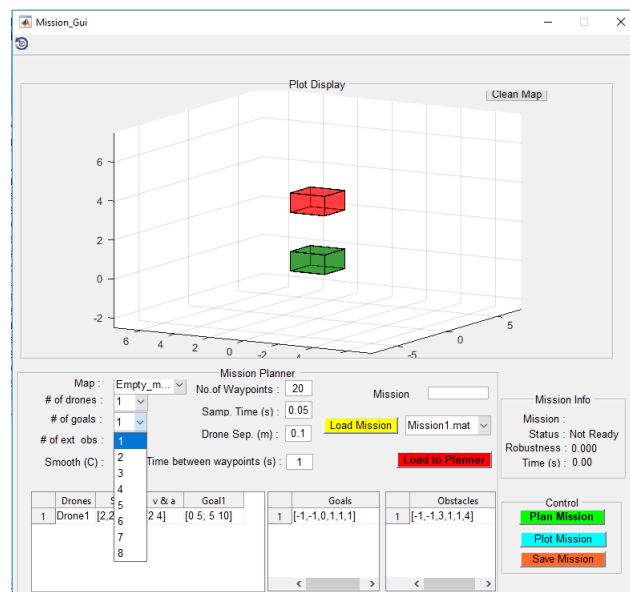 Mission_Gui
Plot Display
Clean Map
6
4
2
0
-2
6 4 2 0 -2 -5 0 5
Mission Planner
Map : Empty_m... No.of Waypoints : 20 Mission
# of drones : 1
Samp. Time (s) : 0.05
# of goals : 1
Load Mission Mission1.mat
Drone Sep. (m) : 0.1
# of ext obs :
Smooth (C) : Time between waypoints (s) : 1
Load to Planner
1
2
3
4
5
6
7
8
Mission Info
Mission :
Status : Not Ready
Robustness : 0.000
Time (s) : 0.00
Drones S v & a Goal1
1 Drone1 [2,2 2 4] [0 5; 5 10]
Goals
1 [-1,-1,0,1,1,1]
Obstacles
1 [-1,-1,3,1,1,4]
Control
Plan Mission
Plot Mission
Save Mission